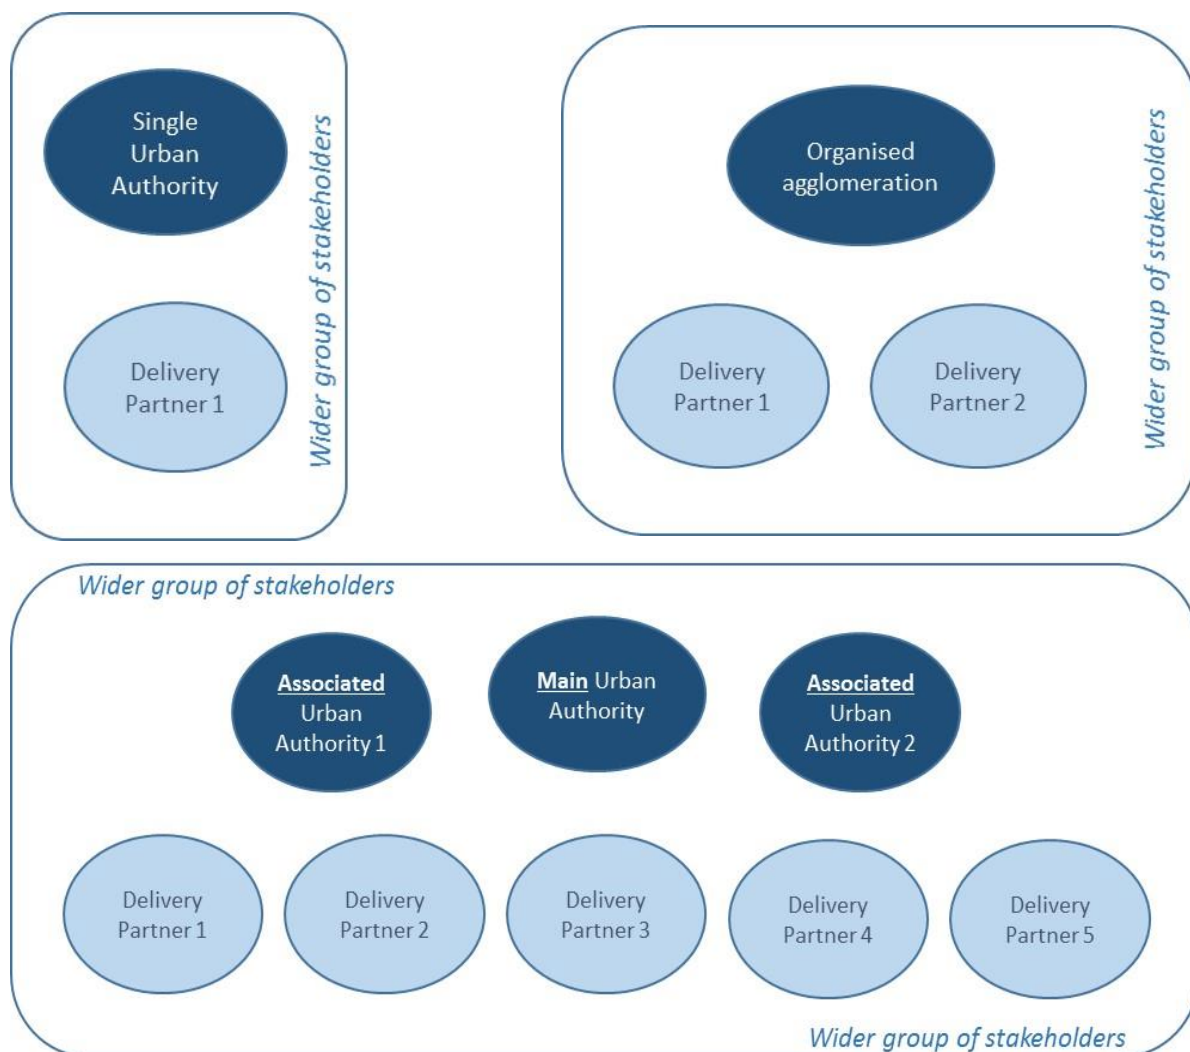 Single
Urban
Authority
Delivery
Partner 1
Wider group of stakeholders
Organised
agglomeration
Delivery
Partner 1
Delivery
Partner 2
Wider group of stakeholders
Wider group of stakeholders
Associated
Urban
Authority 1
Main Urban
Authority
Associated
Urban
Authority 2
Delivery
Partner 1
Delivery
Partner 2
Delivery
Partner 3
Delivery
Partner 4
Delivery
Partner 5
Wider group of stakeholders